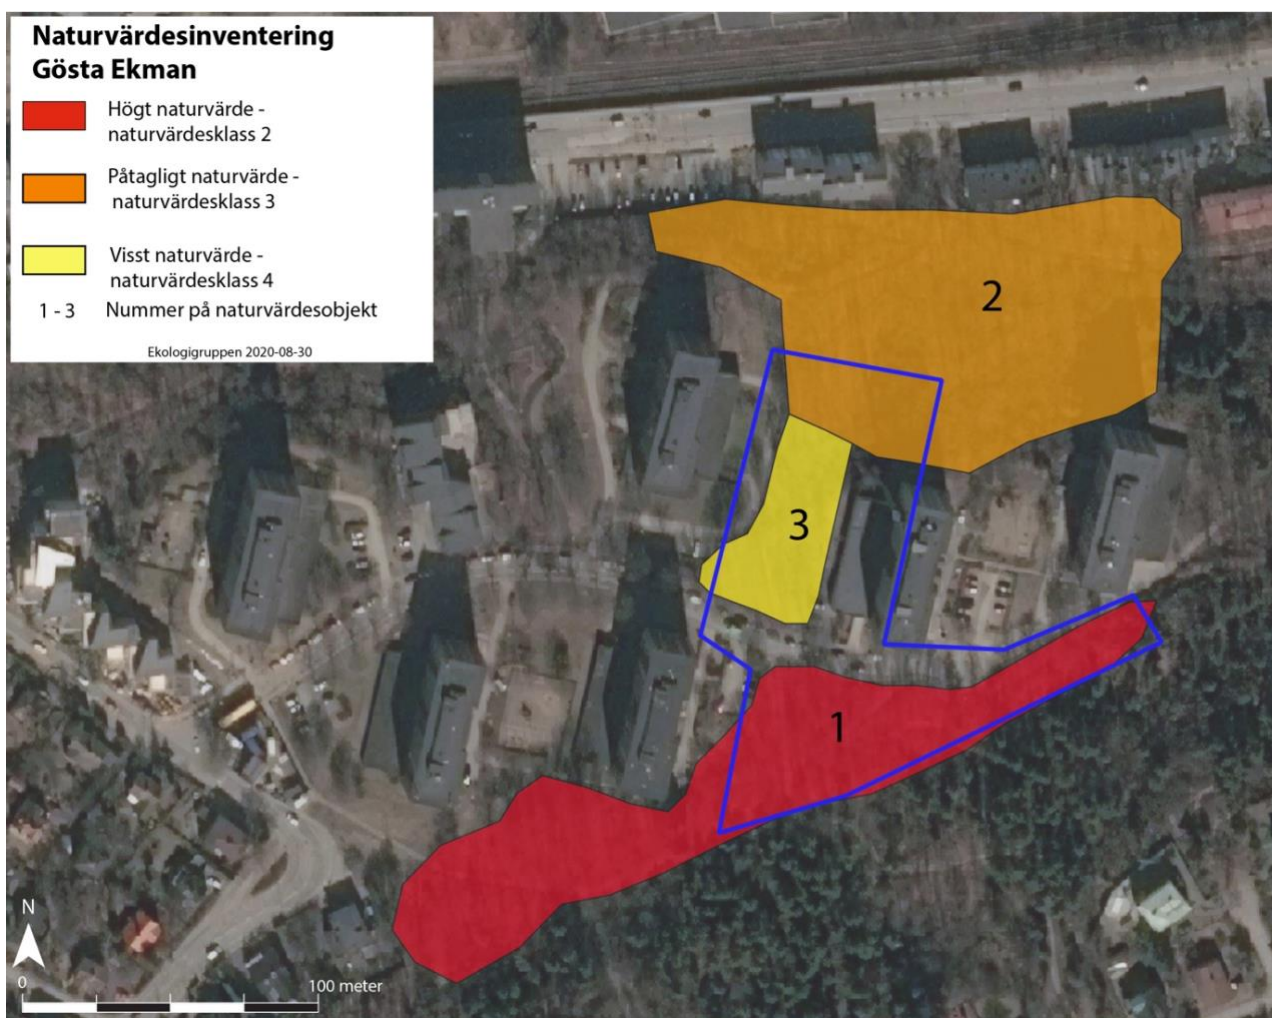 Naturvärdesinventering
Gösta Ekman
Högt naturvärde -
naturvärdesklass 2
Påtagligt naturvärde -
naturvärdesklass 3
Visst naturvärde -
naturvärdesklass 4
1 - 3 Nummer på naturvärdesobjekt
Ekologigruppen 2020-08-30
2
3
1
N
0
100 meter